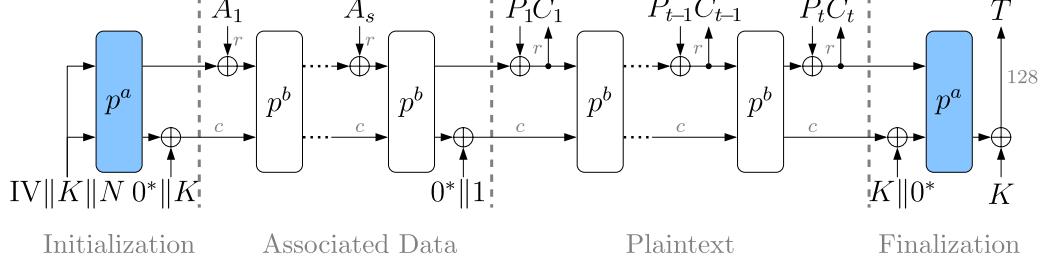 A₁ Aₛ P₁C₁ Pₜ₋₁Cₜ₋₁ PₜCₜ T
r r r r r
pᵃ pᵇ pᵇ pᵇ pᵇ pᵃ 128
c c c c c
IV‖K‖N 0*‖K 0*‖1 K‖0* K
Initialization Associated Data Plaintext Finalization